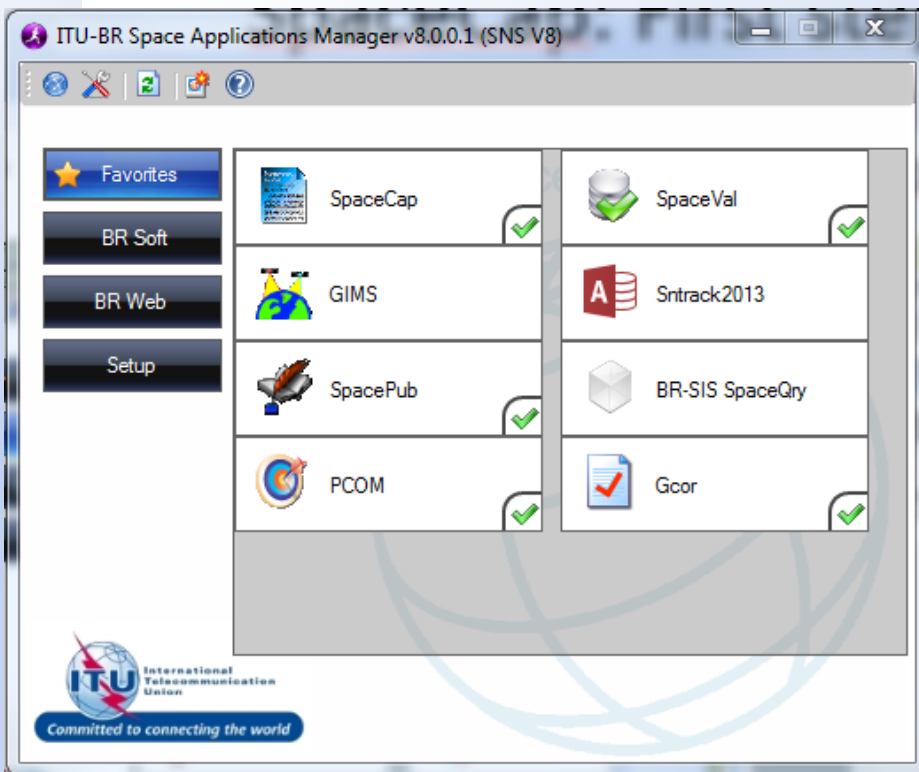 ITU-BR Space Applications Manager v8.0.0.1 (SNS V8)
Favorites
BR Soft
BR Web
Setup
SpaceCap
SpaceVal
GIMS
Sntrack2013
SpacePub
BR-SIS SpaceQry
PCOM
Gcor
ITU
International
Telecommunication
Union
Committed to connecting the world